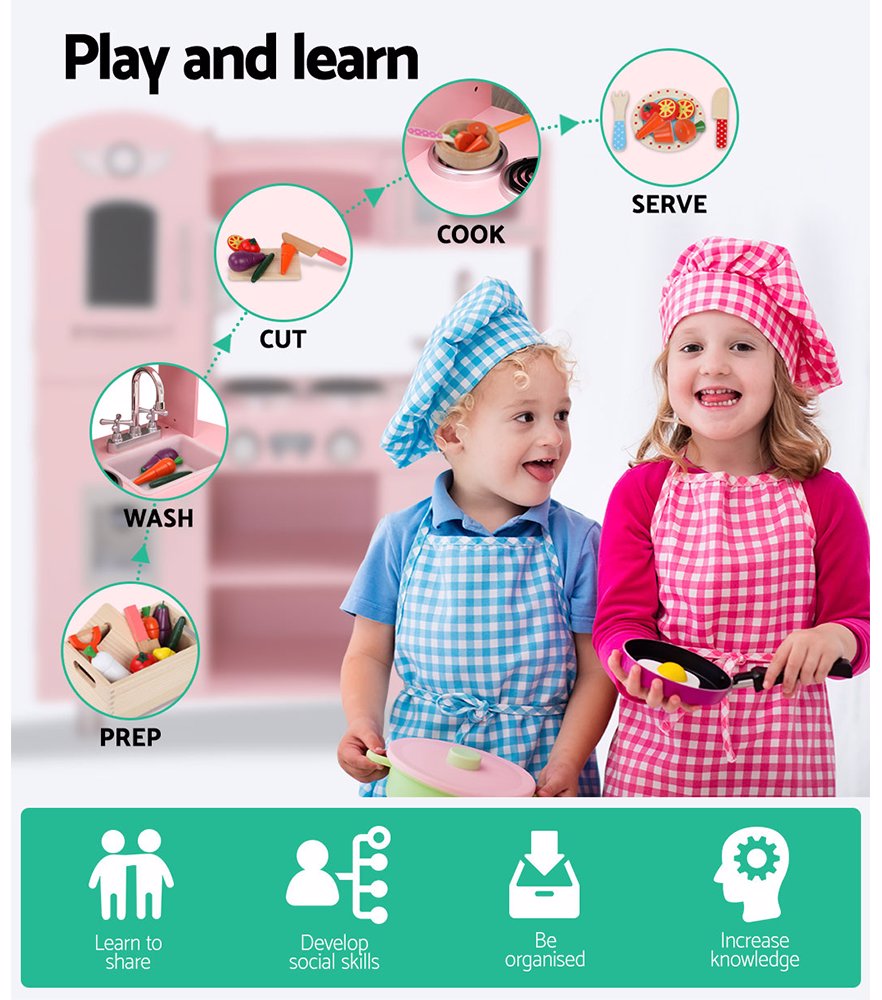 Play and learn
SERVE
COOK
CUT
WASH
PREP
Learn to
share
Develop
social skills
Be
organised
Increase
knowledge